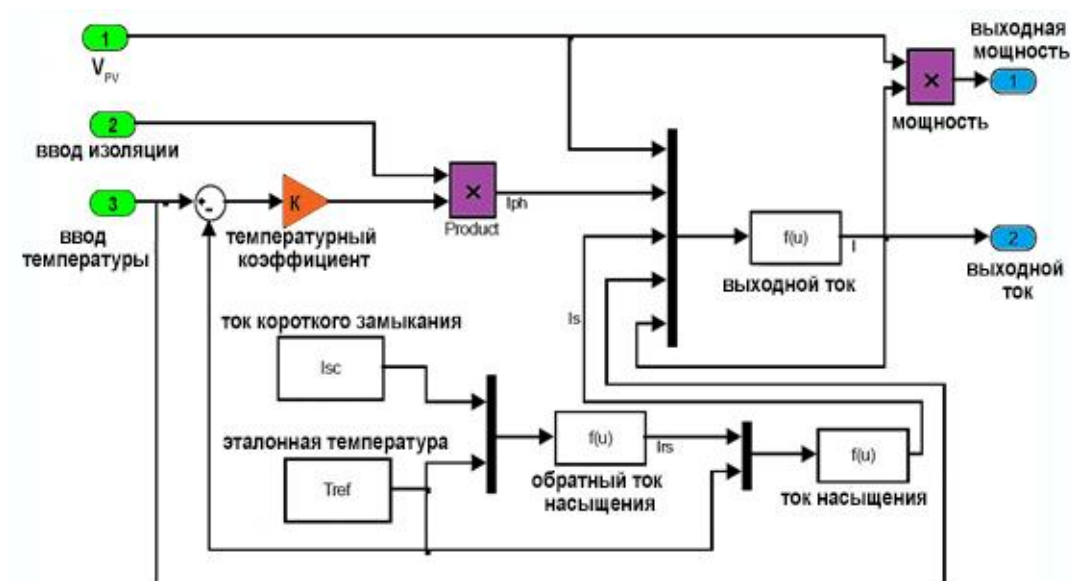 1
V PV
2
ввод изоляции
3
ввод
температуры
+
-
K
температурный
коэффициент
×
Product
Iph
ток короткого замыкания
Isc
эталонная температура
Tref
f(u)
Irs
обратный ток
насыщения
f(u)
ток насыщения
Is
f(u)
I
выходной ток
×
мощность
выходная
мощность
1
2
выходной
ток